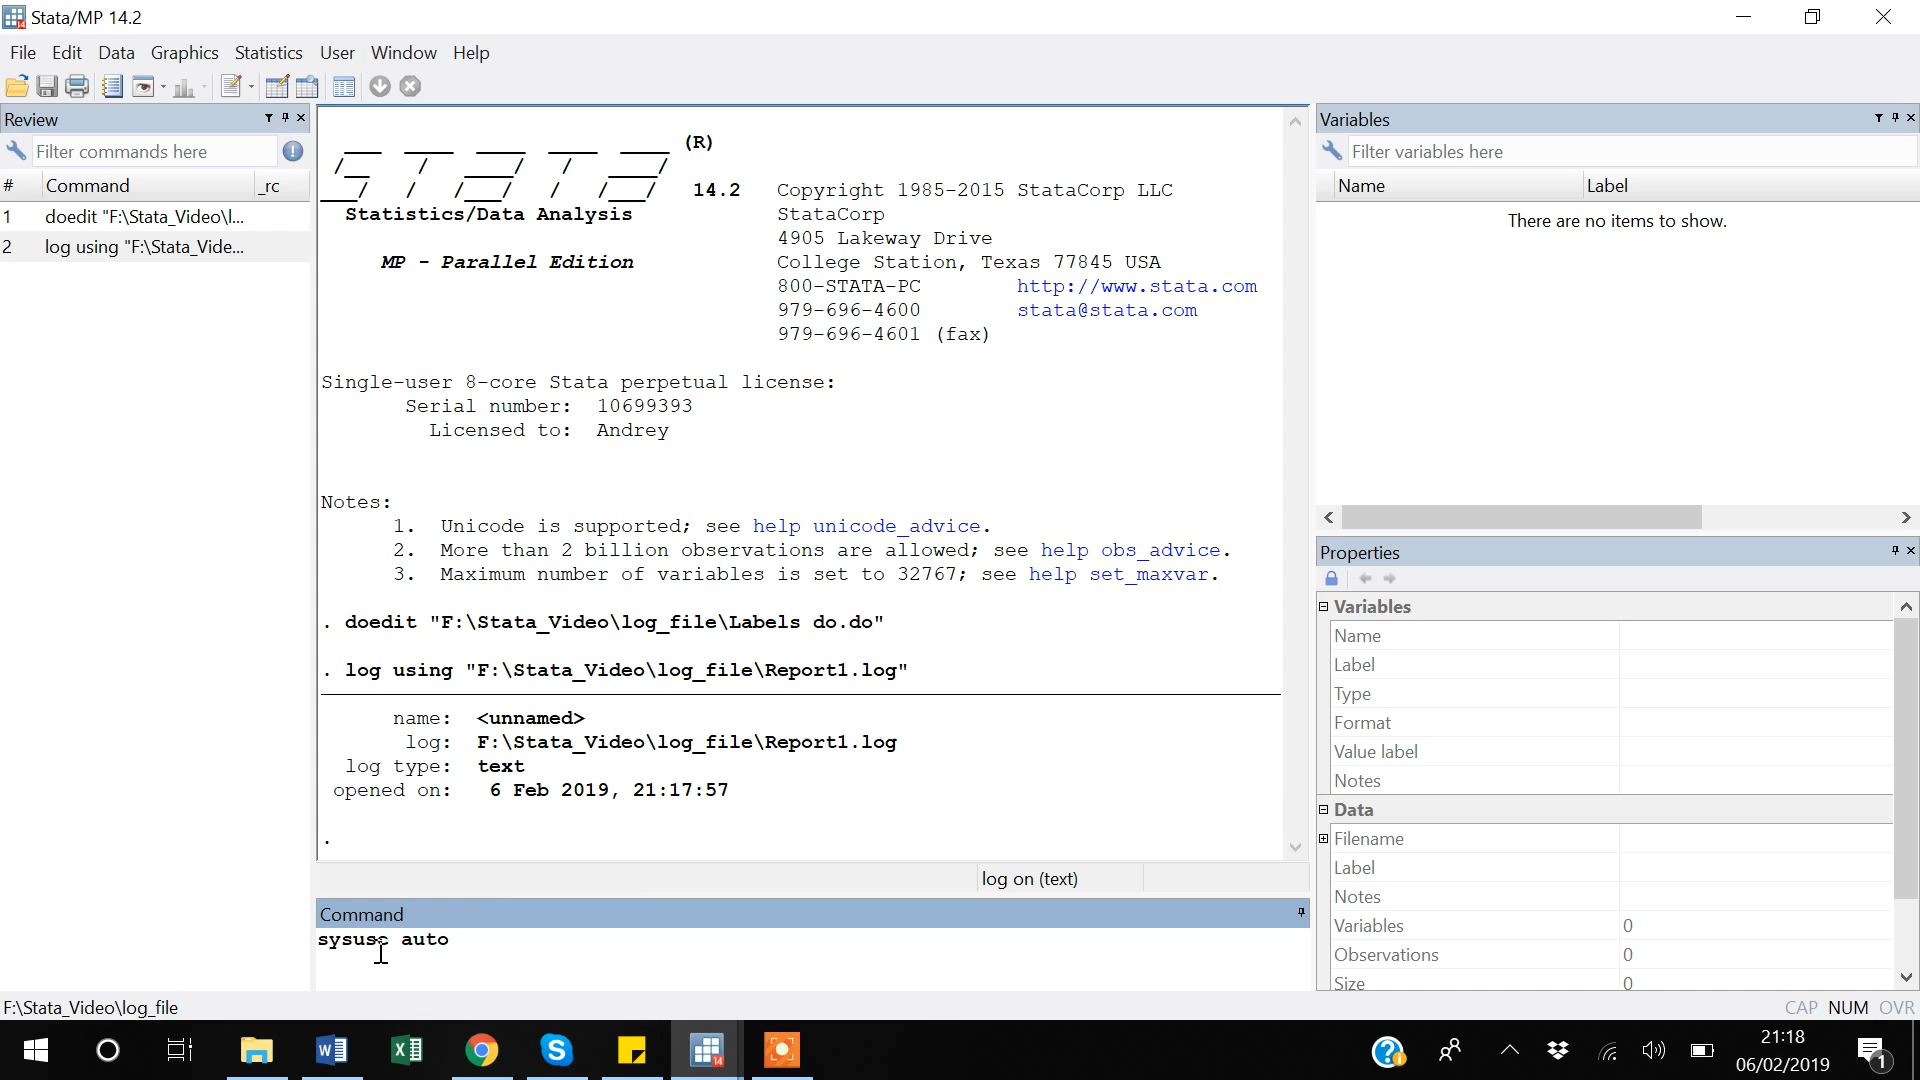 Stata/MP 14.2
File Edit Data Graphics Statistics User Window Help
Review
Filter commands here
# Command _rc
1 doedit "F:\Stata_Video\l...
2 log using "F:\Stata_Vide...
(R)
14.2 Copyright 1985-2015 StataCorp LLC
Statistics/Data Analysis StataCorp
4905 Lakeway Drive
MP - Parallel Edition College Station, Texas 77845 USA
800-STATA-PC http://www.stata.com
979-696-4600 stata@stata.com
979-696-4601 (fax)
Single-user 8-core Stata perpetual license:
Serial number: 10699393
Licensed to: Andrey
Notes:
1. Unicode is supported; see help unicode_advice.
2. More than 2 billion observations are allowed; see help obs_advice.
3. Maximum number of variables is set to 32767; see help set_maxvar.
. doedit "F:\Stata_Video\log_file\Labels do.do"
. log using "F:\Stata_Video\log_file\Report1.log"
name: <unnamed>
log: F:\Stata_Video\log_file\Report1.log
log type: text
opened on: 6 Feb 2019, 21:17:57
.
log on (text)
Command
sysuse auto
Variables
Filter variables here
Name Label
There are no items to show.
Properties
Variables
Name
Label
Type
Format
Value label
Notes
Data
Filename
Label
Notes
Variables 0
Observations 0
Size 0
F:\Stata_Video\log_file
CAP NUM OVR
21:18
06/02/2019
1